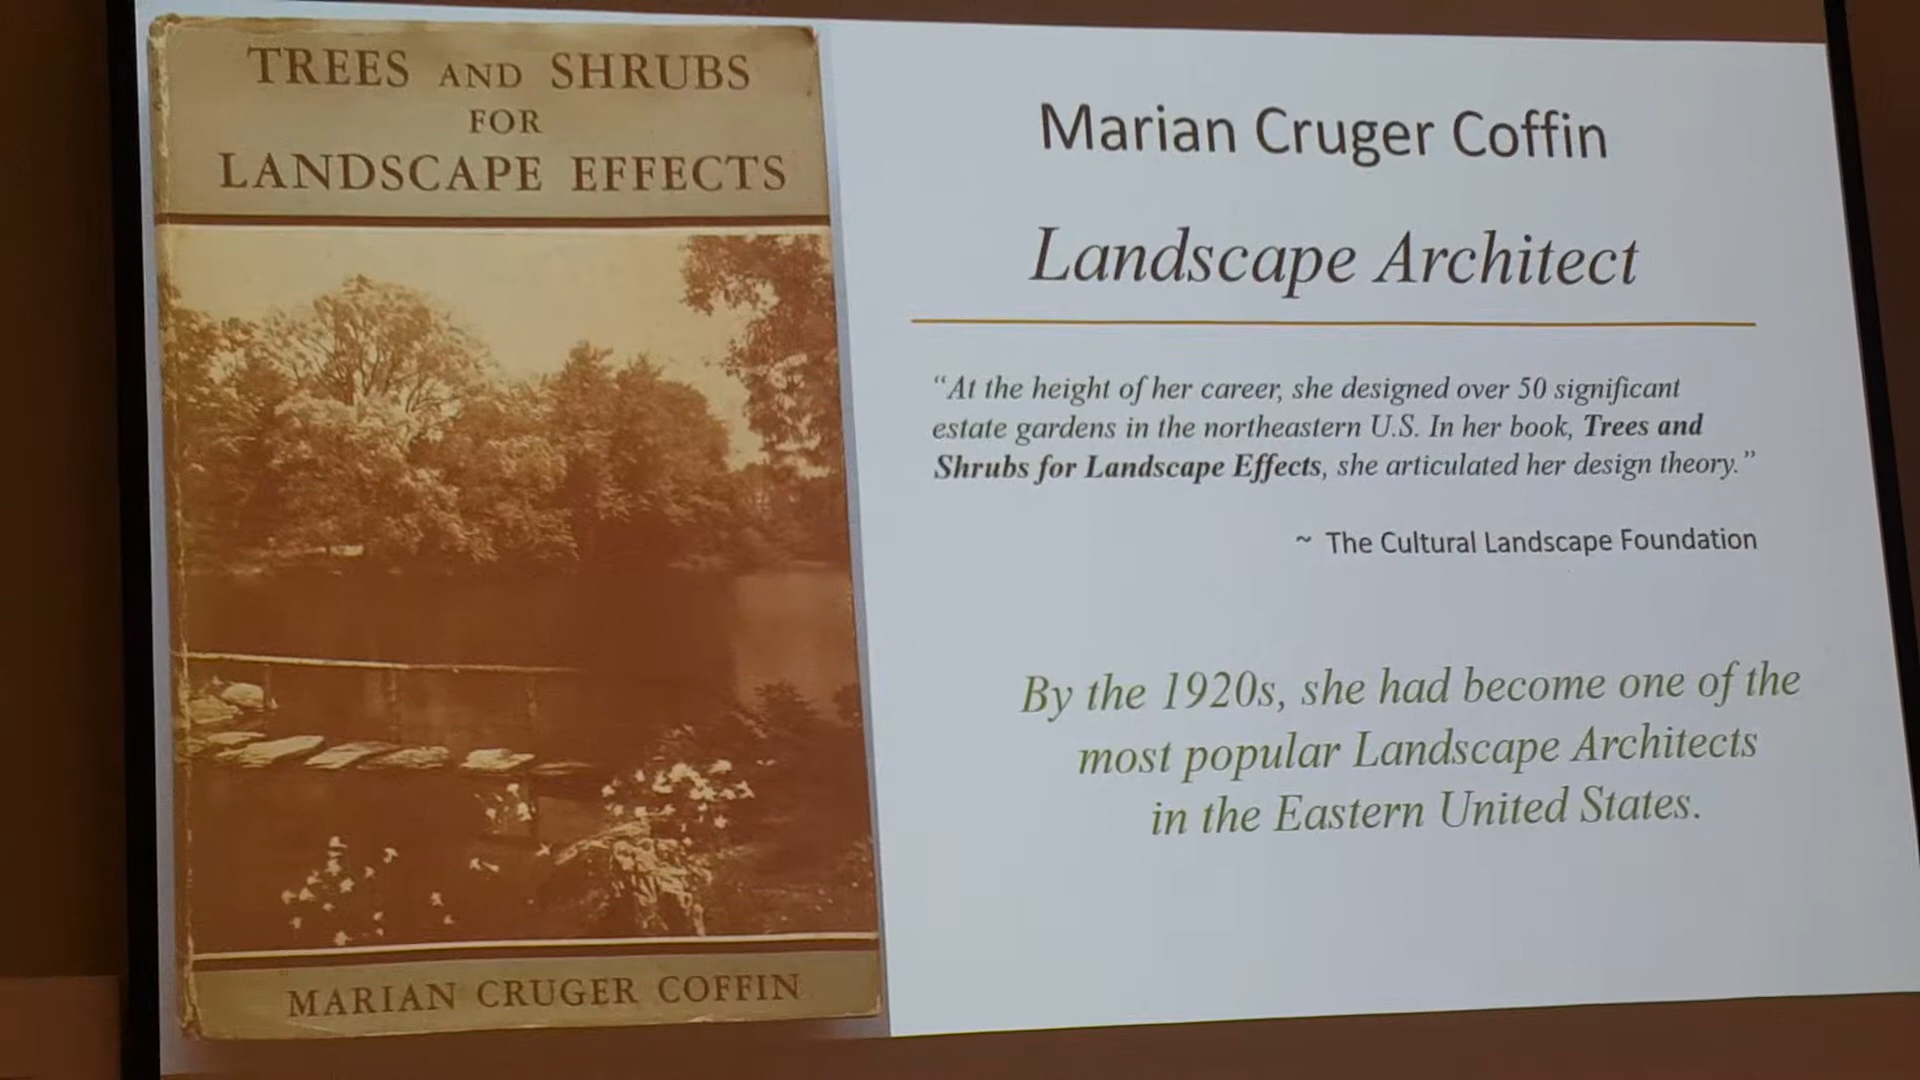 TREES AND SHRUBS
FOR
LANDSCAPE EFFECTS
MARIAN CRUGER COFFIN
Marian Cruger Coffin
Landscape Architect
“At the height of her career, she designed over 50 significant
estate gardens in the northeastern U.S. In her book, Trees and
Shrubs for Landscape Effects, she articulated her design theory.”
~ The Cultural Landscape Foundation
By the 1920s, she had become one of the
most popular Landscape Architects
in the Eastern United States.